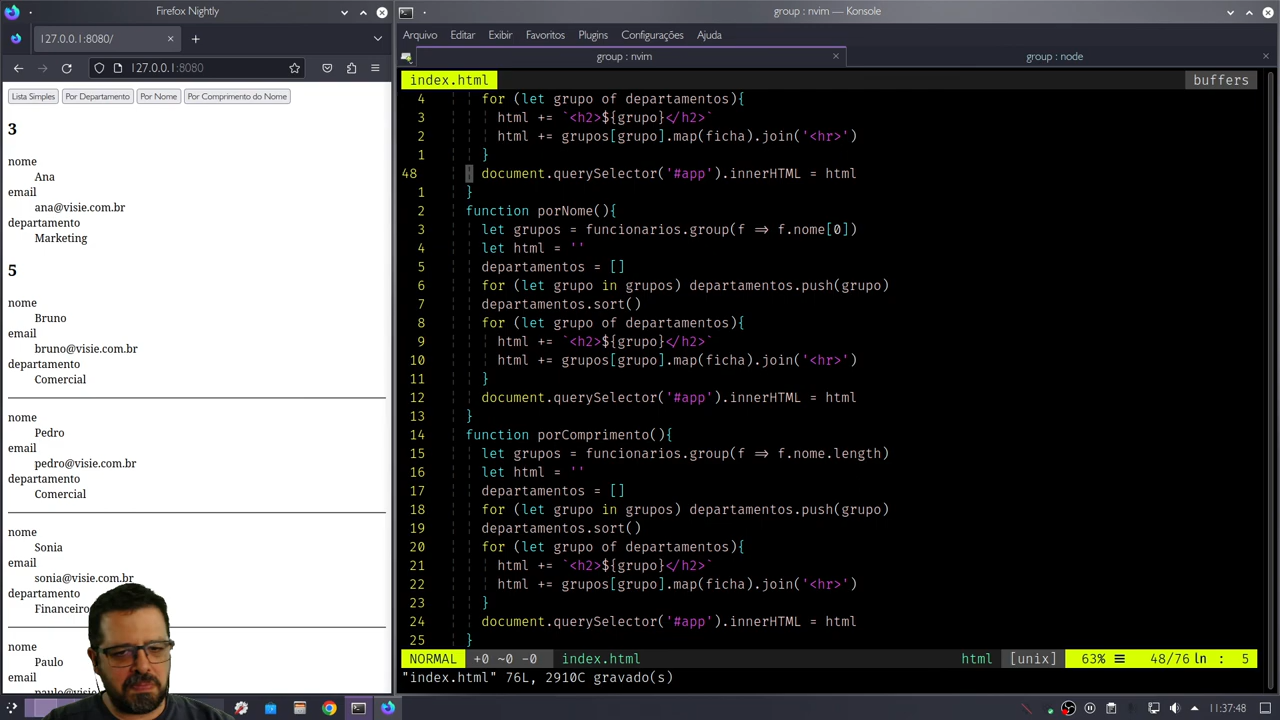 Firefox Nightly
127.0.0.1:8080/
127.0.0.1:8080
Lista Simples Por Departamento Por Nome Por Comprimento do Nome
3
nome
Ana
email
ana@visie.com.br
departamento
Marketing
5
nome
Bruno
email
bruno@visie.com.br
departamento
Comercial
nome
Pedro
email
pedro@visie.com.br
departamento
Comercial
nome
Sonia
email
sonia@visie.com.br
departamento
Financeiro
nome
Paulo
email
paulo@visie.com.br
group : nvim — Konsole
Arquivo Editar Exibir Favoritos Plugins Configurações Ajuda
group : nvim group : node
index.html buffers
4 for (let grupo of departamentos){
3 html += `<h2>${grupo}</h2>`
2 html += grupos[grupo].map(ficha).join('<hr>')
1 }
48 document.querySelector('#app').innerHTML = html
1 }
2 function porNome(){
3 let grupos = funcionarios.group(f => f.nome[0])
4 let html = ''
5 departamentos = []
6 for (let grupo in grupos) departamentos.push(grupo)
7 departamentos.sort()
8 for (let grupo of departamentos){
9 html += `<h2>${grupo}</h2>`
10 html += grupos[grupo].map(ficha).join('<hr>')
11 }
12 document.querySelector('#app').innerHTML = html
13 }
14 function porComprimento(){
15 let grupos = funcionarios.group(f => f.nome.length)
16 let html = ''
17 departamentos = []
18 for (let grupo in grupos) departamentos.push(grupo)
19 departamentos.sort()
20 for (let grupo of departamentos){
21 html += `<h2>${grupo}</h2>`
22 html += grupos[grupo].map(ficha).join('<hr>')
23 }
24 document.querySelector('#app').innerHTML = html
25 }
NORMAL +0 ~0 -0 index.html html [unix] 63% ☰ 48/76 ln : 5
"index.html" 76L, 2910C gravado(s)
11:37:48